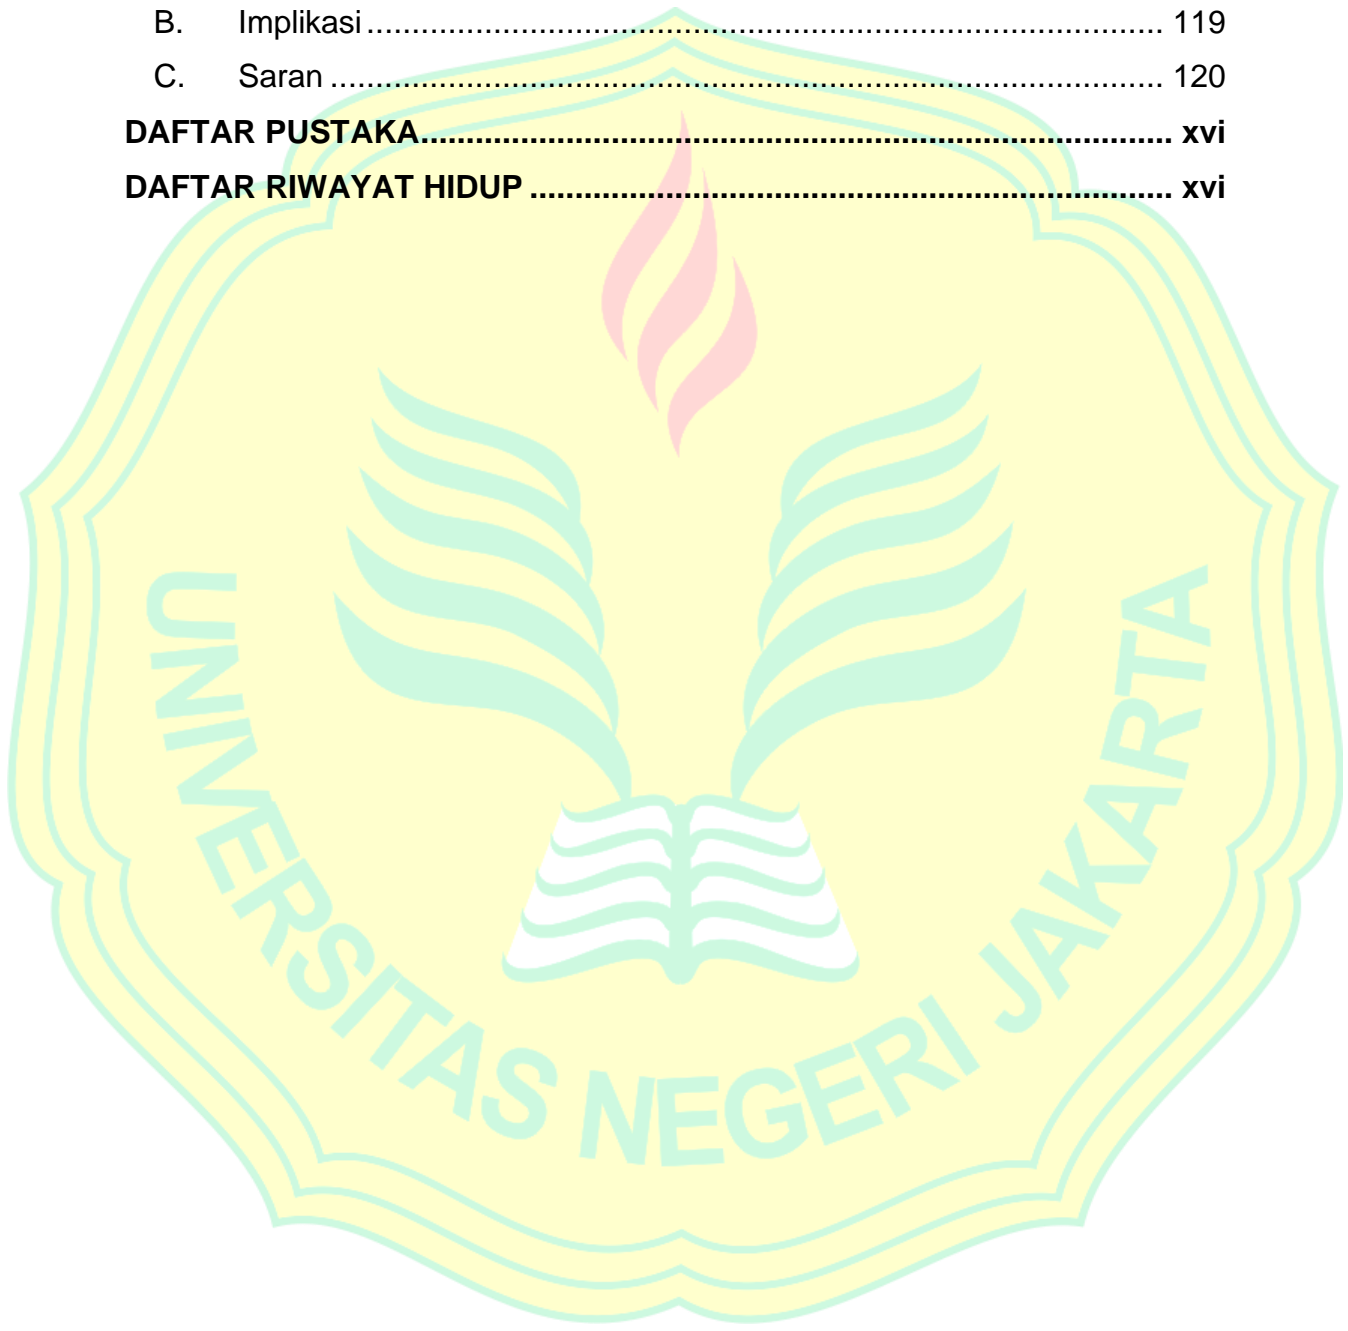 B. Implikasi ........................................................................................ 119
C. Saran ............................................................................................ 120
DAFTAR PUSTAKA...................................................................................... xvi
DAFTAR RIWAYAT HIDUP ......................................................................... xvi
UNIVERSITAS NEGERI JAKARTA